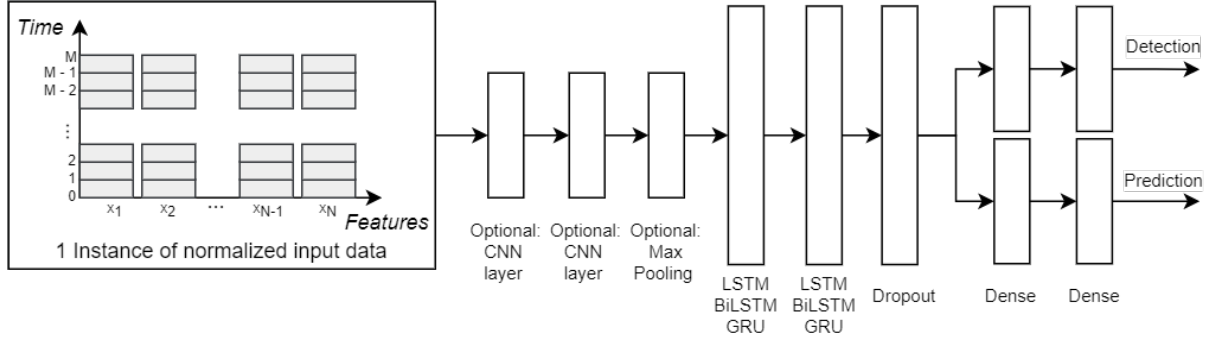 Time
M
M - 1
M - 2
⋮
2
1
0
x1 x2 ... xN-1 xN
Features
1 Instance of normalized input data
Optional:
CNN
layer
Optional:
CNN
layer
Optional:
Max
Pooling
LSTM
BiLSTM
GRU
LSTM
BiLSTM
GRU
Dropout
Dense
Dense
Detection
Prediction